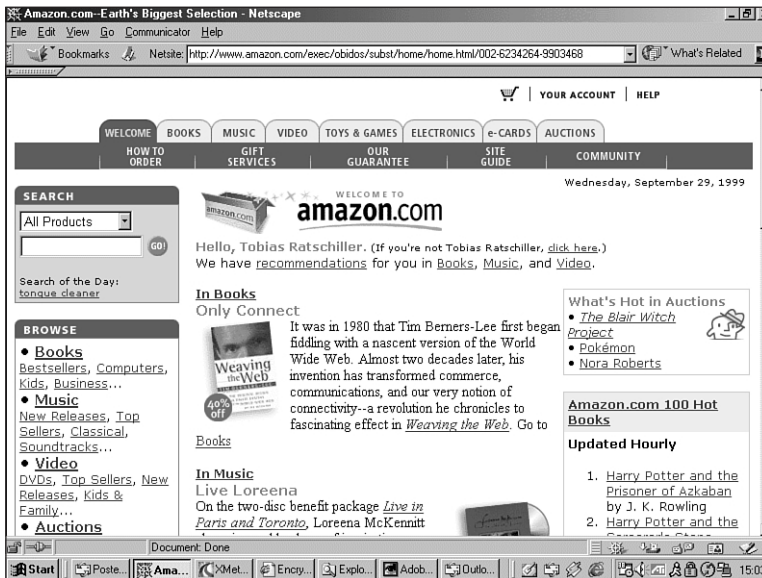 Amazon.com--Earth's Biggest Selection - Netscape
File Edit View Go Communicator Help
Bookmarks Netsite: http://www.amazon.com/exec/obidos/subst/home/home.html/002-6234264-9903468 What's Related
YOUR ACCOUNT | HELP
WELCOME BOOKS MUSIC VIDEO TOYS & GAMES ELECTRONICS e-CARDS AUCTIONS
HOW TO ORDER GIFT SERVICES OUR GUARANTEE SITE GUIDE COMMUNITY
Wednesday, September 29, 1999
SEARCH
All Products
GO!
Search of the Day:
tongue cleaner
BROWSE
• Books
Bestsellers, Computers,
Kids, Business...
• Music
New Releases, Top
Sellers, Classical,
Soundtracks...
• Video
DVDs, Top Sellers, New
Releases, Kids &
Family...
• Auctions
amazon.com
WELCOME TO
amazon.com
Hello, Tobias Ratschiller. (If you're not Tobias Ratschiller, click here.)
We have recommendations for you in Books, Music, and Video.
In Books
Only Connect
Weaving
the Web
40%
off
It was in 1980 that Tim Berners-Lee first began
fiddling with a nascent version of the World
Wide Web. Almost two decades later, his
invention has transformed commerce,
communications, and our very notion of
connectivity--a revolution he chronicles to
fascinating effect in Weaving the Web. Go to
Books
In Music
Live Loreena
On the two-disc benefit package Live in
Paris and Toronto, Loreena McKennitt
What's Hot in Auctions
• The Blair Witch
Project
• Pokémon
• Nora Roberts
Amazon.com 100 Hot
Books
Updated Hourly
1. Harry Potter and the
Prisoner of Azkaban
by J. K. Rowling
2. Harry Potter and the
Document: Done
Start Poste... Ama... XMet... Encry... Explo... Adob... Outlo... 15:0